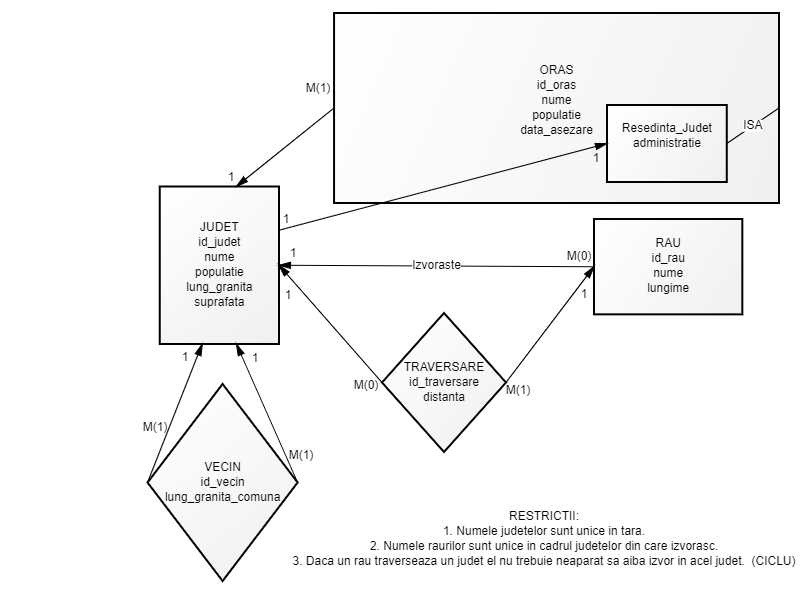 M(1)
1
ORAS
id_oras
nume
populatie
data_asezare
Resedinta_Judet
administratie
ISA
1
1
JUDET
id_judet
nume
populatie
lung_granita
suprafata
1
Izvoraste
M(0)
RAU
id_rau
nume
lungime
1
1
TRAVERSARE
id_traversare
distanta
M(0)
M(1)
1
1
M(1)
M(1)
VECIN
id_vecin
lung_granita_comuna
RESTRICTII:
1. Numele judetelor sunt unice in tara.
2. Numele raurilor sunt unice in cadrul judetelor din care izvorasc.
3. Daca un rau traverseaza un judet el nu trebuie neaparat sa aiba izvor in acel judet. (CICLU)